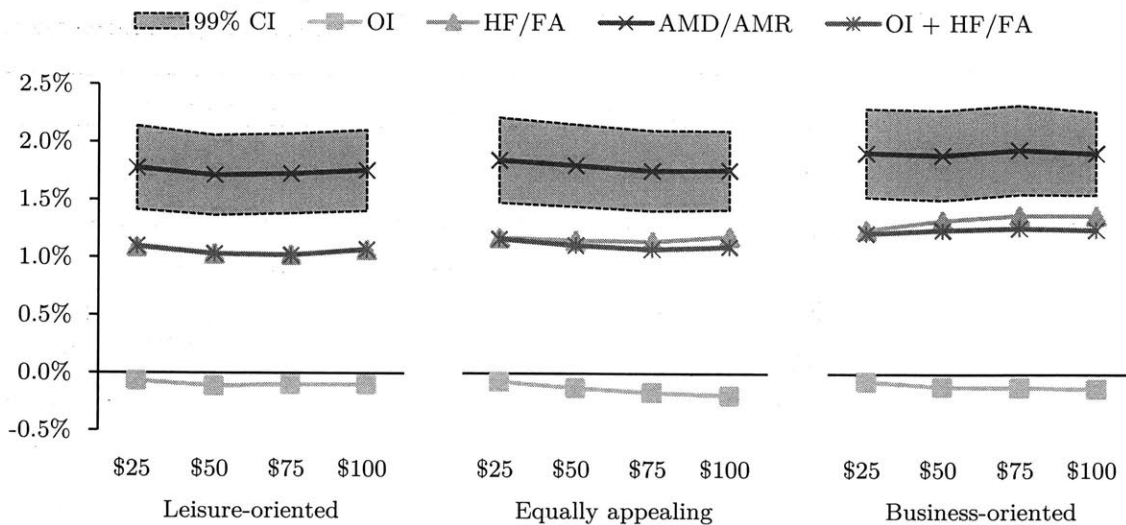 99% CI OI HF/FA AMD/AMR OI + HF/FA
2.5%
2.0%
1.5%
1.0%
0.5%
0.0%
-0.5%
$25 $50 $75 $100 $25 $50 $75 $100 $25 $50 $75 $100
Leisure-oriented Equally appealing Business-oriented